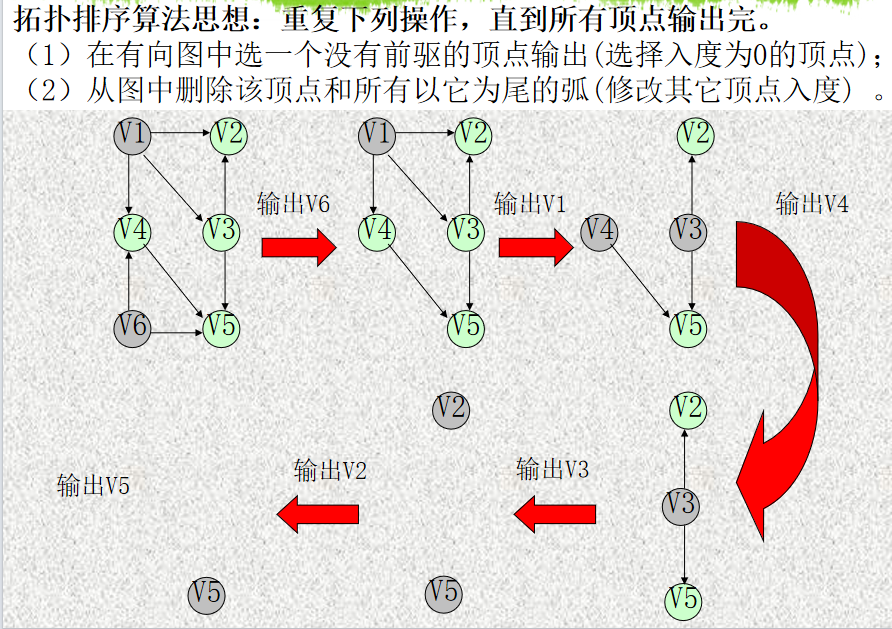 拓扑排序算法思想：重复下列操作，直到所有顶点输出完。
（1）在有向图中选一个没有前驱的顶点输出(选择入度为0的顶点)；
（2）从图中删除该顶点和所有以它为尾的弧(修改其它顶点入度) 。
V1 V2 V1 V2 V2
输出V6 输出V1 输出V4
V4 V3 V4 V3 V4 V3
V6 V5 V5 V5
V2 V2
输出V5 输出V2 输出V3
V3
V5 V5 V5